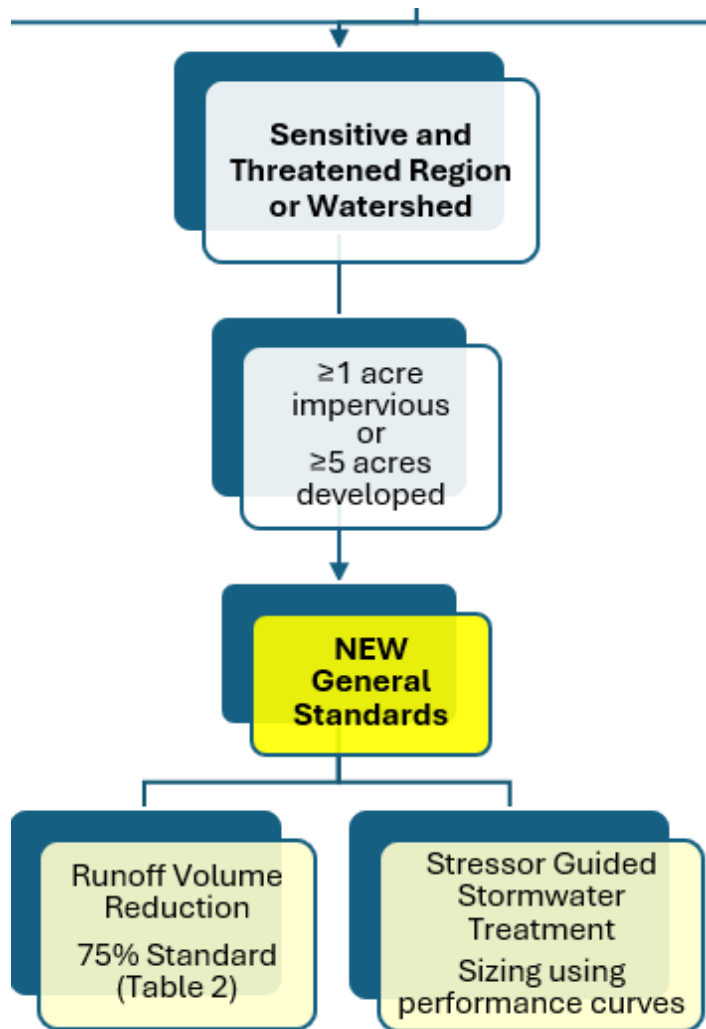 Sensitive and
Threatened Region
or Watershed
≥1 acre
impervious
or
≥5 acres
developed
NEW
General
Standards
Runoff Volume
Reduction
75% Standard
(Table 2)
Stressor Guided
Stormwater
Treatment
Sizing using
performance curves